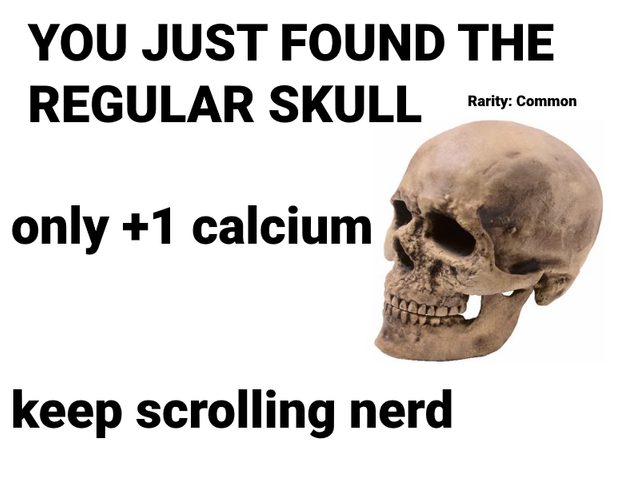 YOU JUST FOUND THE
REGULAR SKULL
Rarity: Common
only +1 calcium
keep scrolling nerd